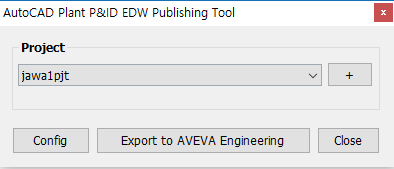 AutoCAD Plant P&ID EDW Publishing Tool
x
Project
jawa1pjt
+
Config
Export to AVEVA Engineering
Close